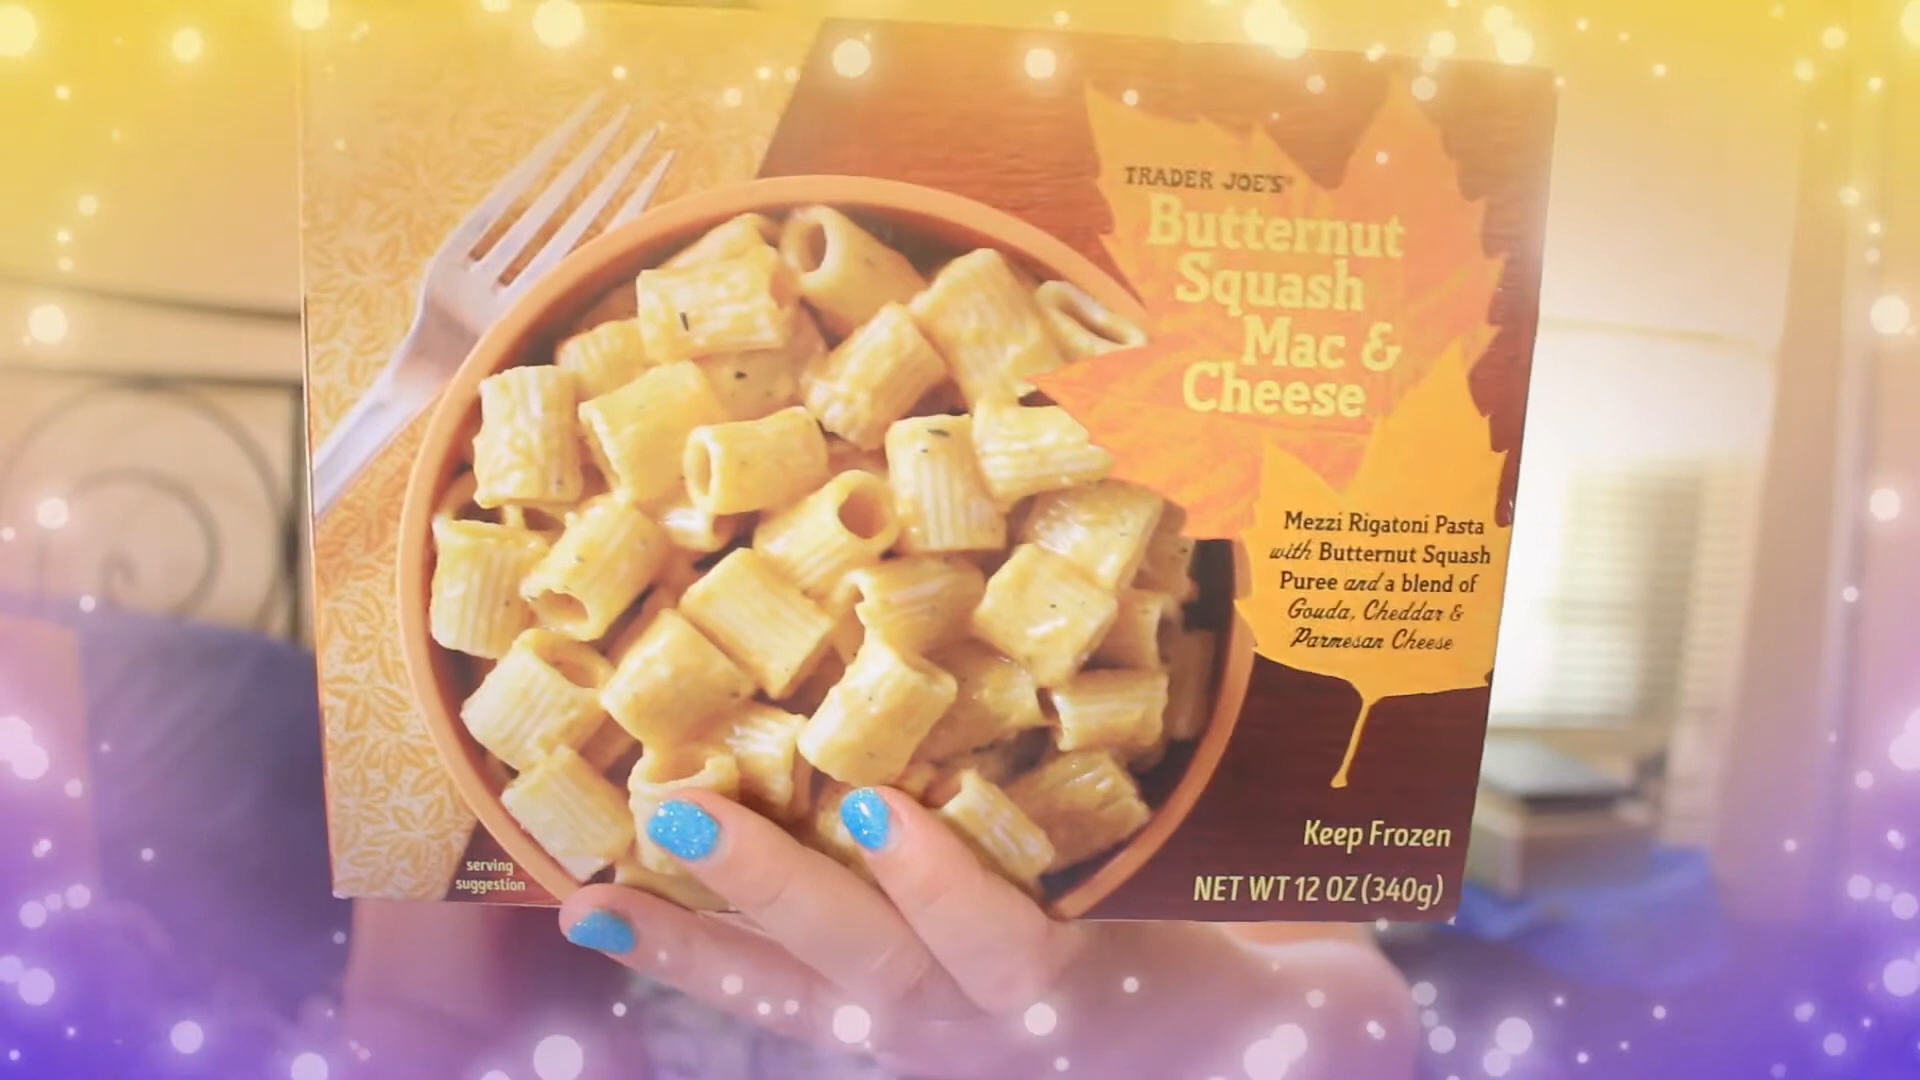 TRADER JOE'S®
Butternut
Squash
Mac &
Cheese
Mezzi Rigatoni Pasta
with Butternut Squash
Puree and a blend of
Gouda, Cheddar &
Parmesan Cheese
Keep Frozen
NET WT 12 OZ (340g)
serving
suggestion